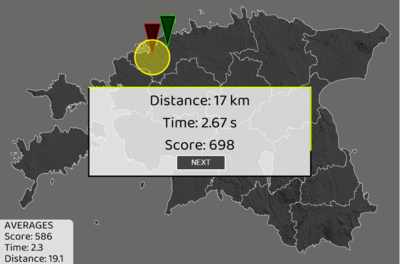 Distance: 17 km
Time: 2.67 s
Score: 698
NEXT
AVERAGES
Score: 586
Time: 2.3
Distance: 19.1